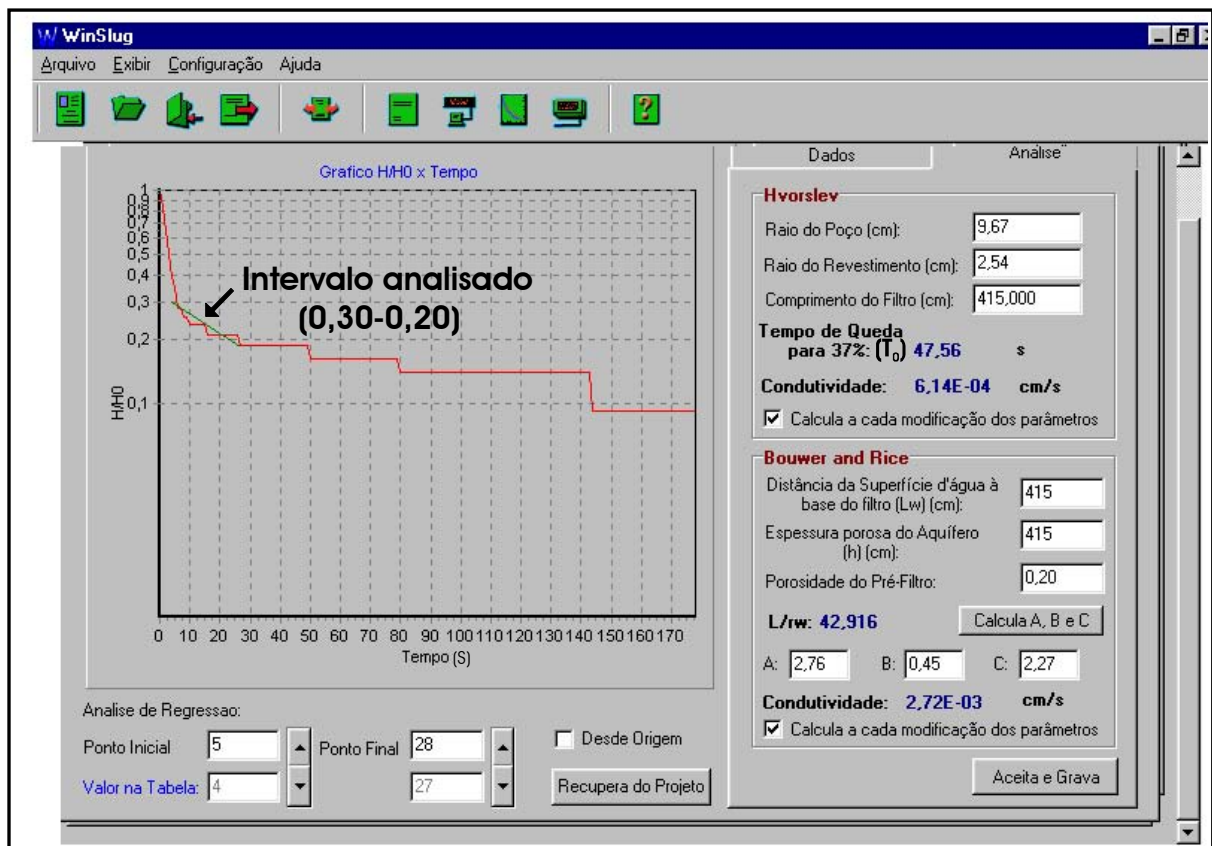 WinSlug
Arquivo Exibir Configuração Ajuda
Grafico H/H0 x Tempo
1
0,9
0,8
0,7
0,6
0,5
0,4
0,3
0,2
0,1
H/H0
Intervalo analisado
(0,30-0,20)
0 10 20 30 40 50 60 70 80 90 100 110 120 130 140 150 160 170
Tempo (S)
Analise de Regressao:
Ponto Inicial 5 Ponto Final 28 Desde Origem
Valor na Tabela: 4 27 Recupera do Projeto
Dados Análise
Hvorslev
Raio do Poço (cm): 9,67
Raio do Revestimento (cm): 2,54
Comprimento do Filtro (cm): 415,000
Tempo de Queda
para 37%: (T0) 47,56 s
Condutividade: 6,14E-04 cm/s
Calcula a cada modificação dos parâmetros
Bouwer and Rice
Distância da Superfície d'água à
base do filtro (Lw) (cm): 415
Espessura porosa do Aquífero
(h) (cm): 415
Porosidade do Pré-Filtro: 0,20
L/rw: 42,916 Calcula A, B e C
A: 2,76 B: 0,45 C: 2,27
Condutividade: 2,72E-03 cm/s
Calcula a cada modificação dos parâmetros
Aceita e Grava